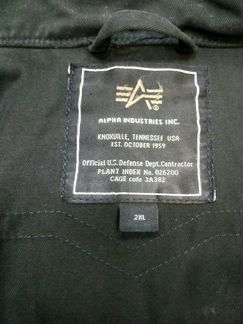 ALPHA INDUSTRIES INC.
KNOXVILLE, TENNESSEE USA
EST. OCTOBER 1959
Official U.S. Defense Dept. Contractor
PLANT INDEX No. 026200
CAGE code 3A382
2XL